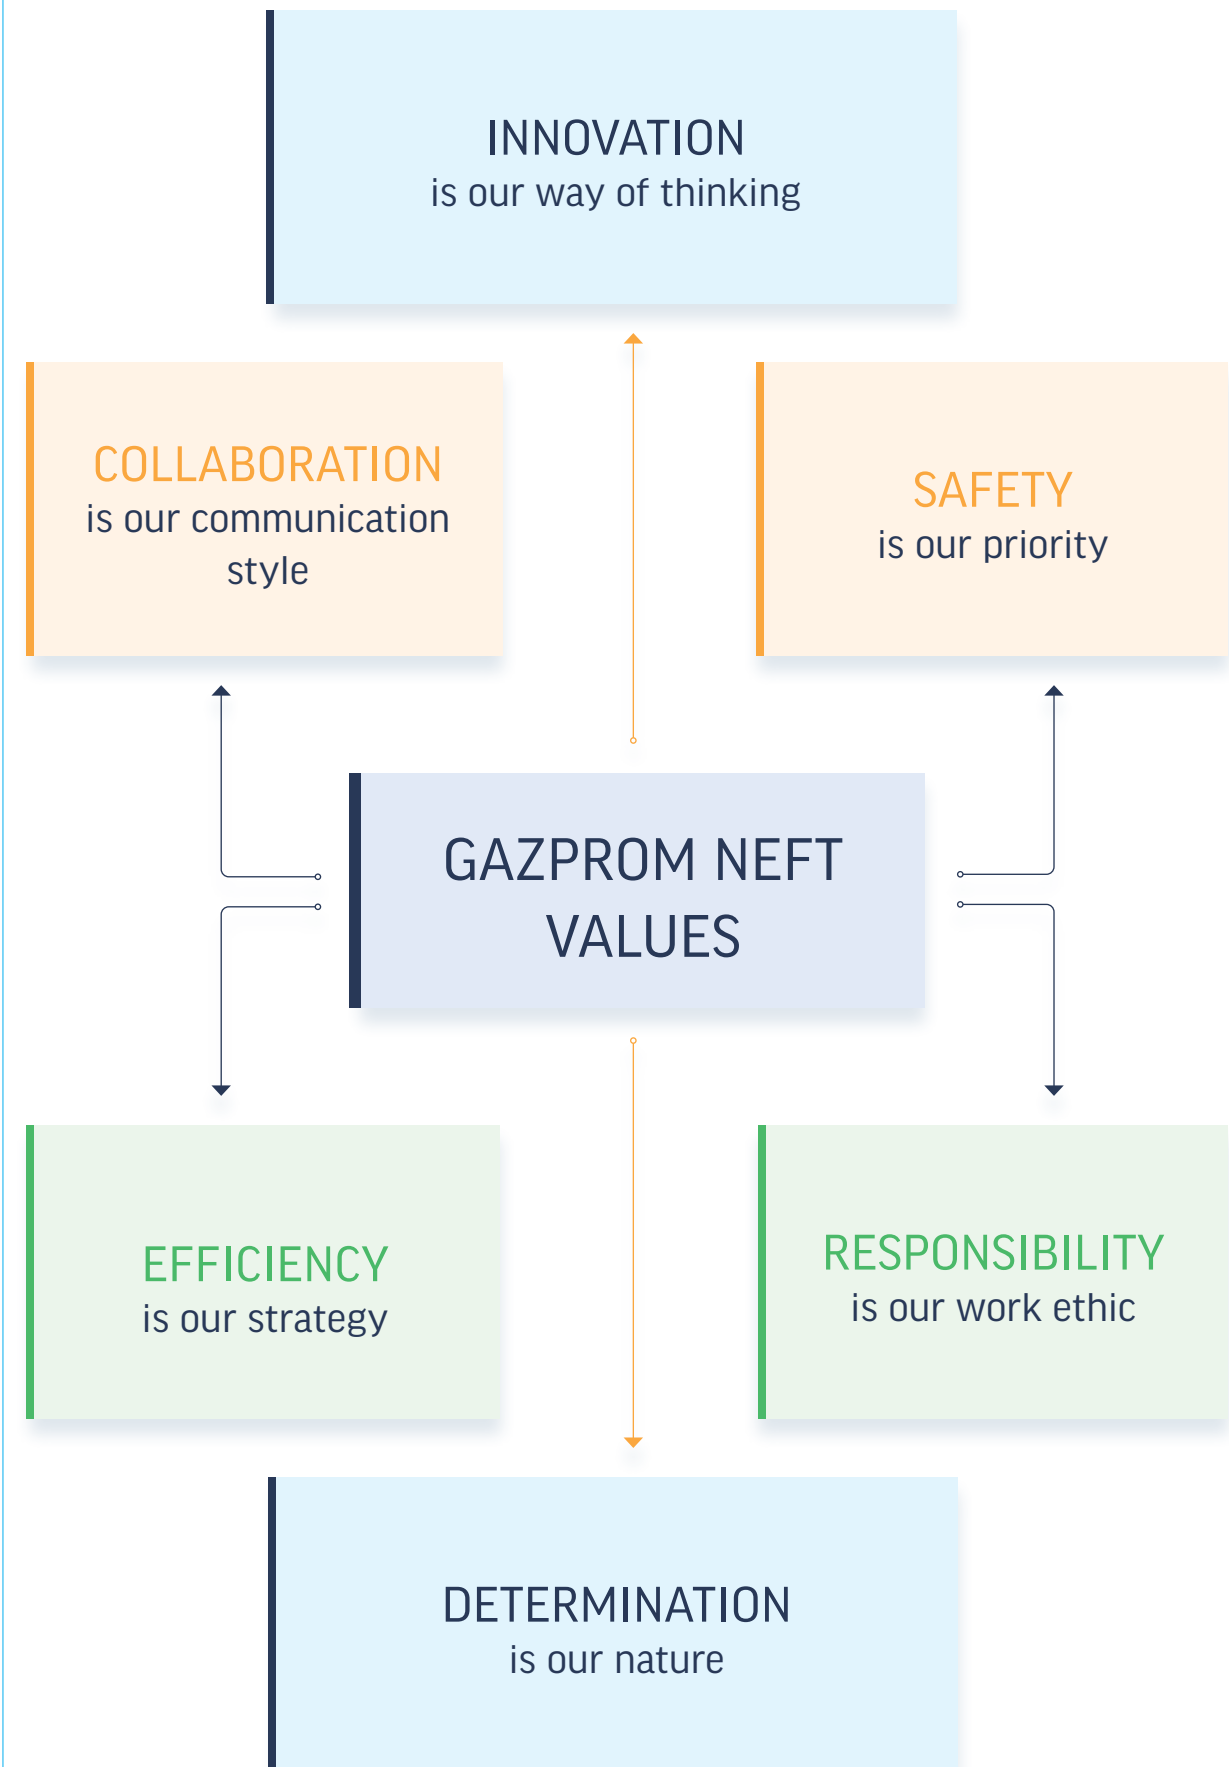 INNOVATION
is our way of thinking
COLLABORATION
is our communication
style
SAFETY
is our priority
GAZPROM NEFT
VALUES
EFFICIENCY
is our strategy
RESPONSIBILITY
is our work ethic
DETERMINATION
is our nature